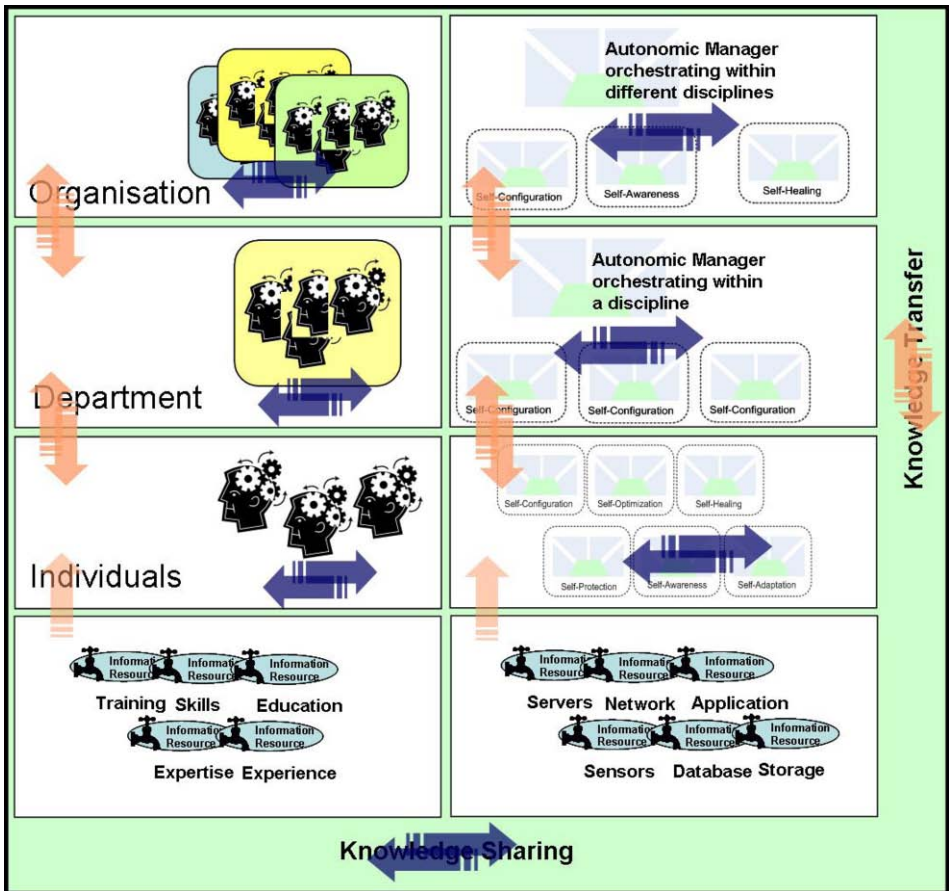 Organisation
Autonomic Manager
orchestrating within
different disciplines
Self-Configuration
Self-Awareness
Self-Healing
Department
Autonomic Manager
orchestrating within
a discipline
Self-Configuration
Self-Configuration
Self-Configuration
Individuals
Self-Configuration
Self-Optimization
Self-Healing
Self-Protection
Self-Awareness
Self-Adaptation
Information
Resource
Information
Resource
Information
Resource
Training
Skills
Education
Information
Resource
Information
Resource
Expertise
Experience
Information
Resource
Information
Resource
Information
Resource
Servers
Network
Application
Information
Resource
Information
Resource
Information
Resource
Sensors
Database
Storage
Knowledge Transfer
Knowledge Sharing